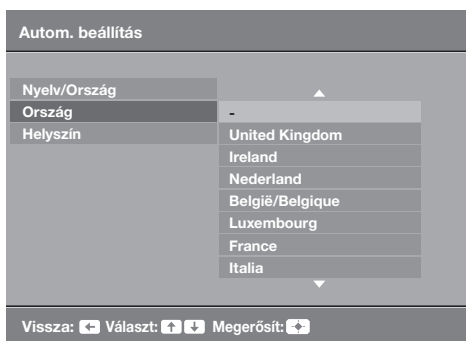 Autom. beállítás
Nyelv/Ország
Ország
Helyszín
-
United Kingdom
Ireland
Nederland
België/Belgique
Luxembourg
France
Italia
Vissza: Választ: Megerősít: